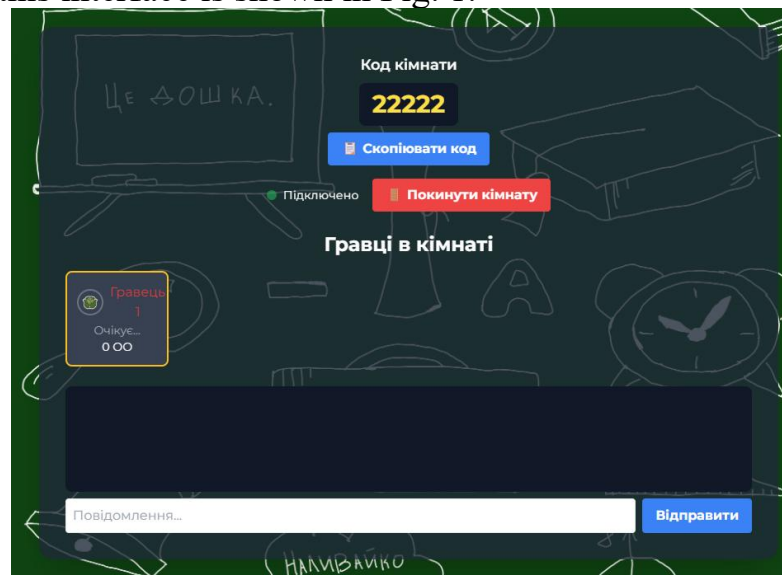 Код кімнати
ЦЕ ДОШКА.
22222
Скопіювати код
Підключено
Покинути кімнату
Гравці в кімнаті
Гравець
1
Очікує...
0 ОО
А
Повідомлення...
Відправити
НАЛИВАЙКО